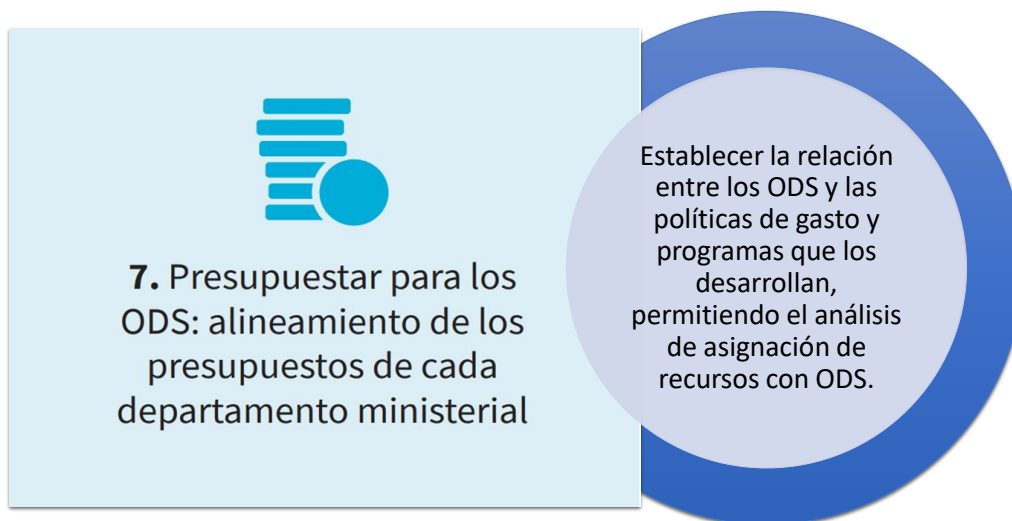 7. Presupuestar para los
ODS: alineamiento de los
presupuestos de cada
departamento ministerial
Establecer la relación
entre los ODS y las
políticas de gasto y
programas que los
desarrollan,
permitiendo el análisis
de asignación de
recursos con ODS.